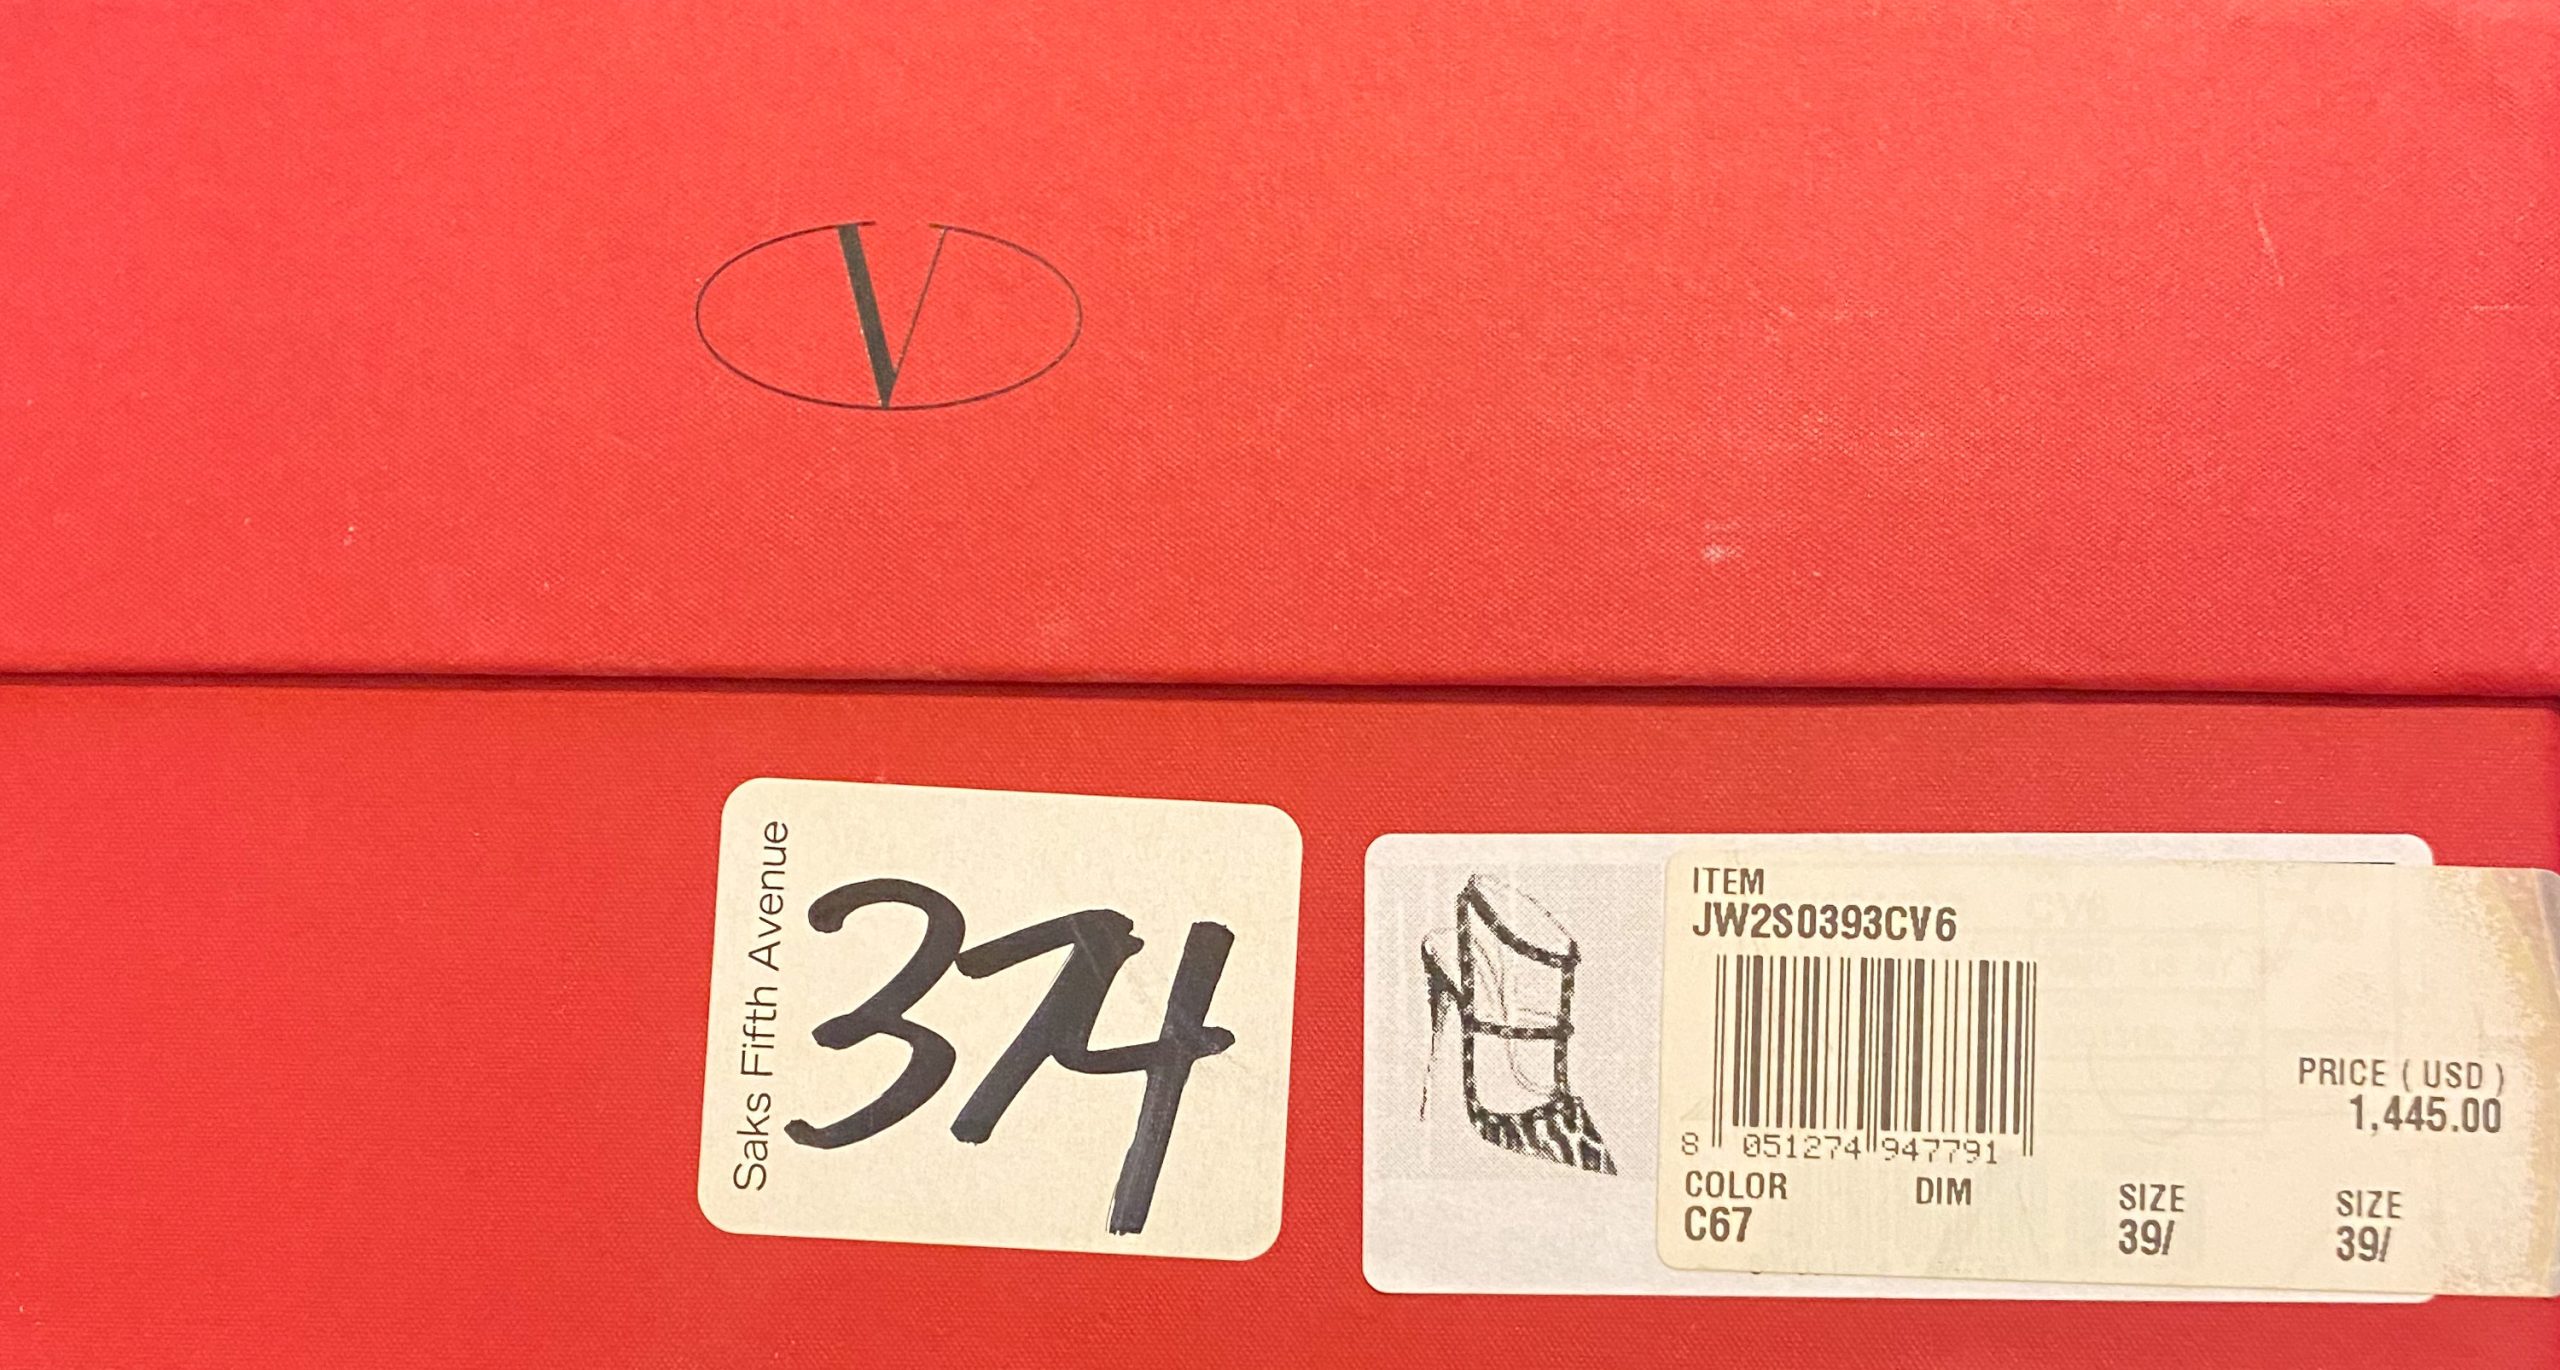 V
Saks Fifth Avenue
374
ITEM
JW2S0393CV6
8 051274 947791
PRICE ( USD )
1,445.00
COLOR DIM SIZE SIZE
C67 39/ 39/